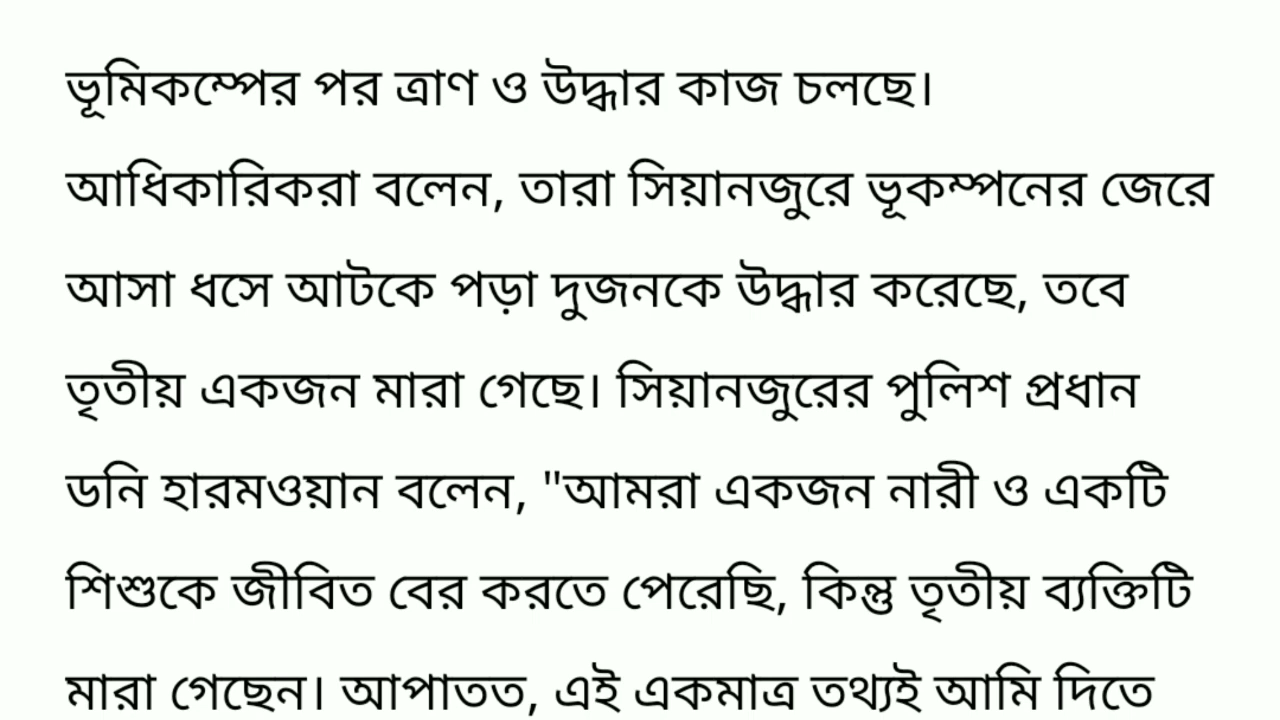 ভূমিকম্পের পর ত্রাণ ও উদ্ধার কাজ চলছে।
আধিকারিকরা বলেন, তারা সিয়ানজুরে ভূকম্পনের জেরে
আসা ধসে আটকে পড়া দুজনকে উদ্ধার করেছে, তবে
তৃতীয় একজন মারা গেছে। সিয়ানজুরের পুলিশ প্রধান
ডনি হারমওয়ান বলেন, "আমরা একজন নারী ও একটি
শিশুকে জীবিত বের করতে পেরেছি, কিন্তু তৃতীয় ব্যক্তিটি
মারা গেছেন। আপাতত, এই একমাত্র তথ্যই আমি দিতে